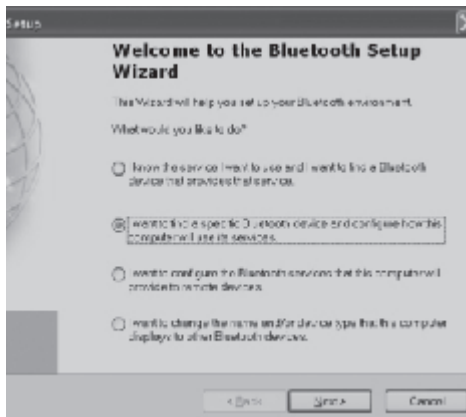 Setup
Welcome to the Bluetooth Setup
Wizard
This Wizard will help you set up your Bluetooth environment.
What would you like to do?
I know the service I want to use and I want to find a Bluetooth
device that provides that service.
I want to find a specific Bluetooth device and configure how this
computer will use its services.
I want to configure the Bluetooth services that this computer will
provide to remote devices.
I want to change the name and/or device type that this computer
displays to other Bluetooth devices.
< Back
Next >
Cancel